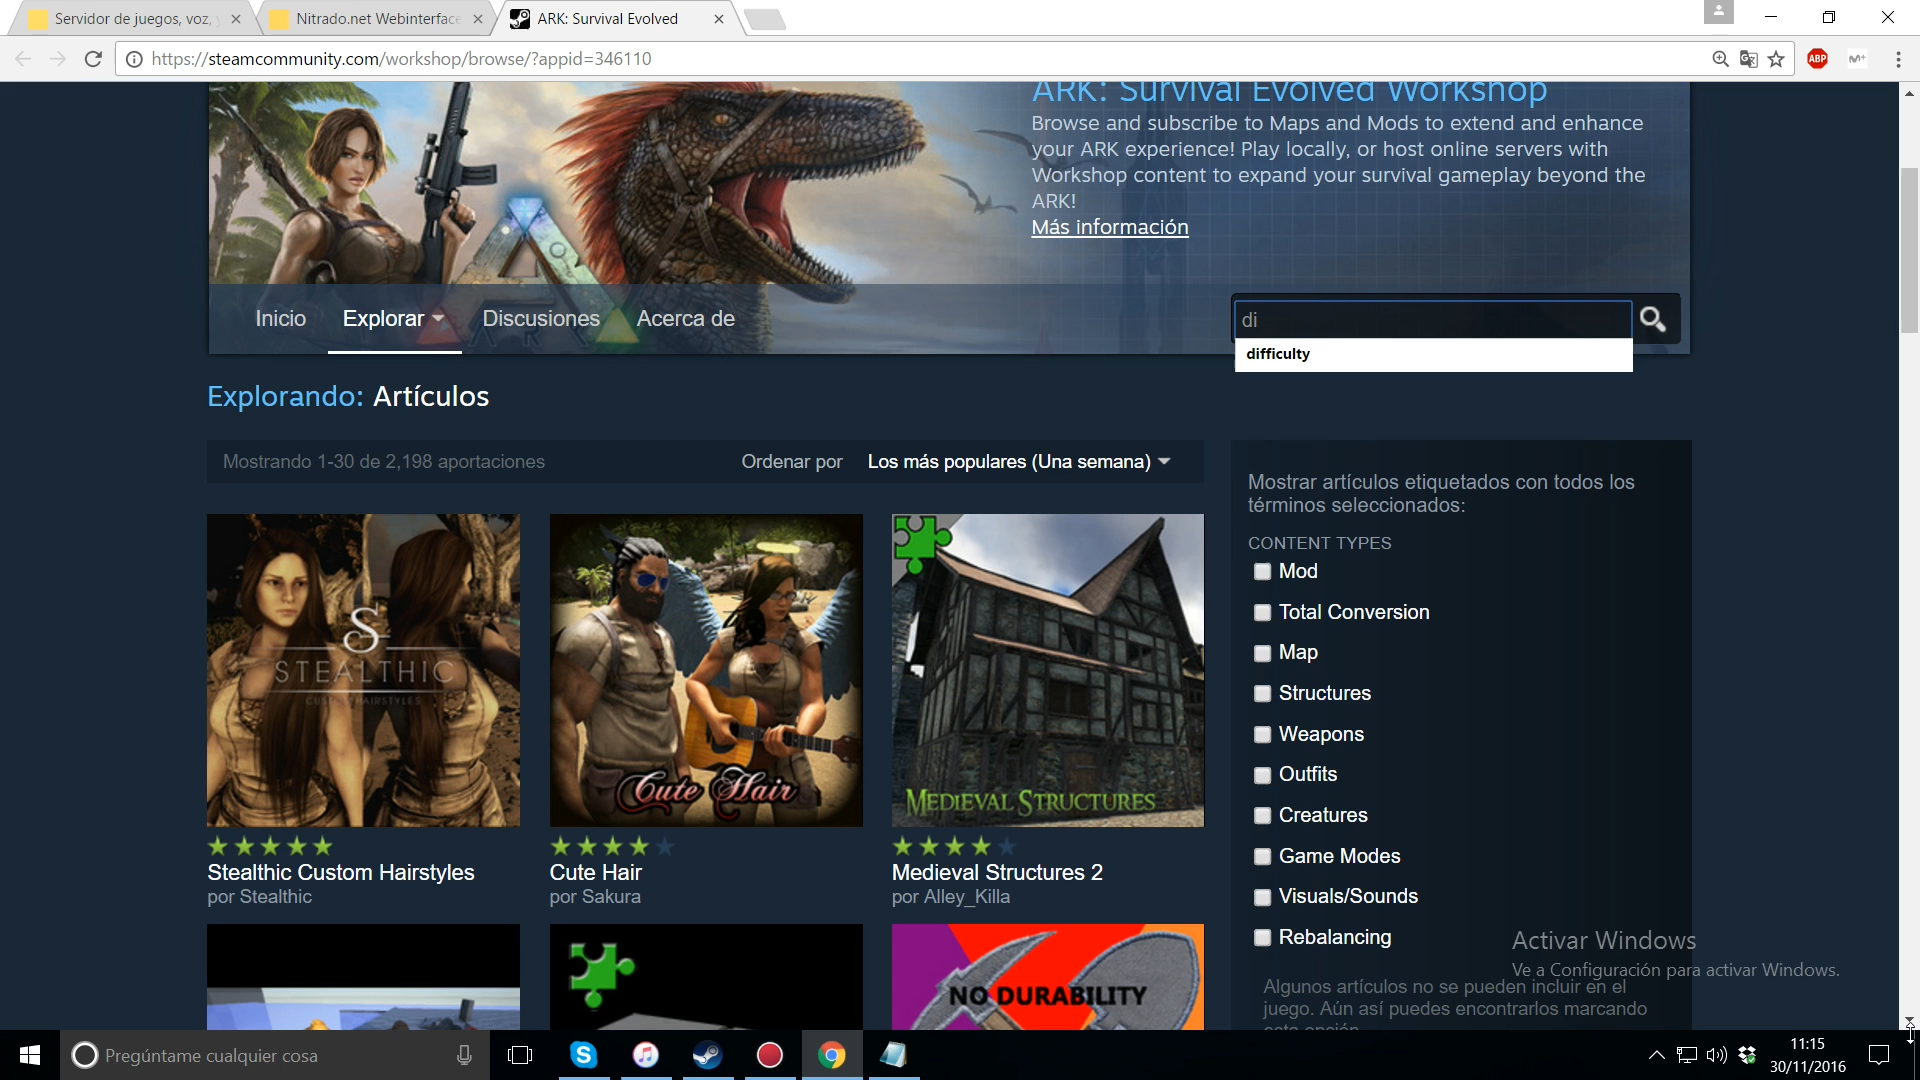 Servidor de juegos, voz,
Nitrado.net Webinterface
ARK: Survival Evolved
https://steamcommunity.com/workshop/browse/?appid=346110
ABP
ARK: Survival Evolved Workshop
Browse and subscribe to Maps and Mods to extend and enhance
your ARK experience! Play locally, or host online servers with
Workshop content to expand your survival gameplay beyond the
ARK!
Más información
Inicio
Explorar
Discusiones
Acerca de
di
difficulty
Explorando: Artículos
Mostrando 1-30 de 2,198 aportaciones
Ordenar por
Los más populares (Una semana)
S
STEALTHIC
CUSTOM HAIRSTYLES
Cute Hair
MEDIEVAL STRUCTURES
Stealthic Custom Hairstyles
por Stealthic
Cute Hair
por Sakura
Medieval Structures 2
por Alley_Killa
NO DURABILITY
Mostrar artículos etiquetados con todos los
términos seleccionados:
CONTENT TYPES
Mod
Total Conversion
Map
Structures
Weapons
Outfits
Creatures
Game Modes
Visuals/Sounds
Rebalancing
Algunos artículos no se pueden incluir en el
juego. Aún así puedes encontrarlos marcando
esta opción
Activar Windows
Ve a Configuración para activar Windows.
Pregúntame cualquier cosa
11:15
30/11/2016